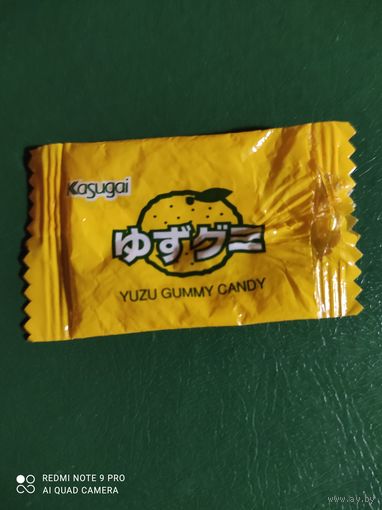 Kasugai
ゆずグミ
YUZU GUMMY CANDY
REDMI NOTE 9 PRO
AI QUAD CAMERA
www.ay.by